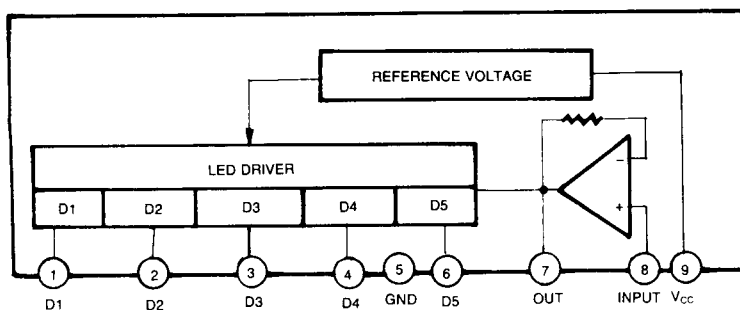 REFERENCE VOLTAGE
LED DRIVER
D1 D2 D3 D4 D5
−
+
1 2 3 4 5 6 7 8 9
D1 D2 D3 D4 GND D5 OUT INPUT Vcc